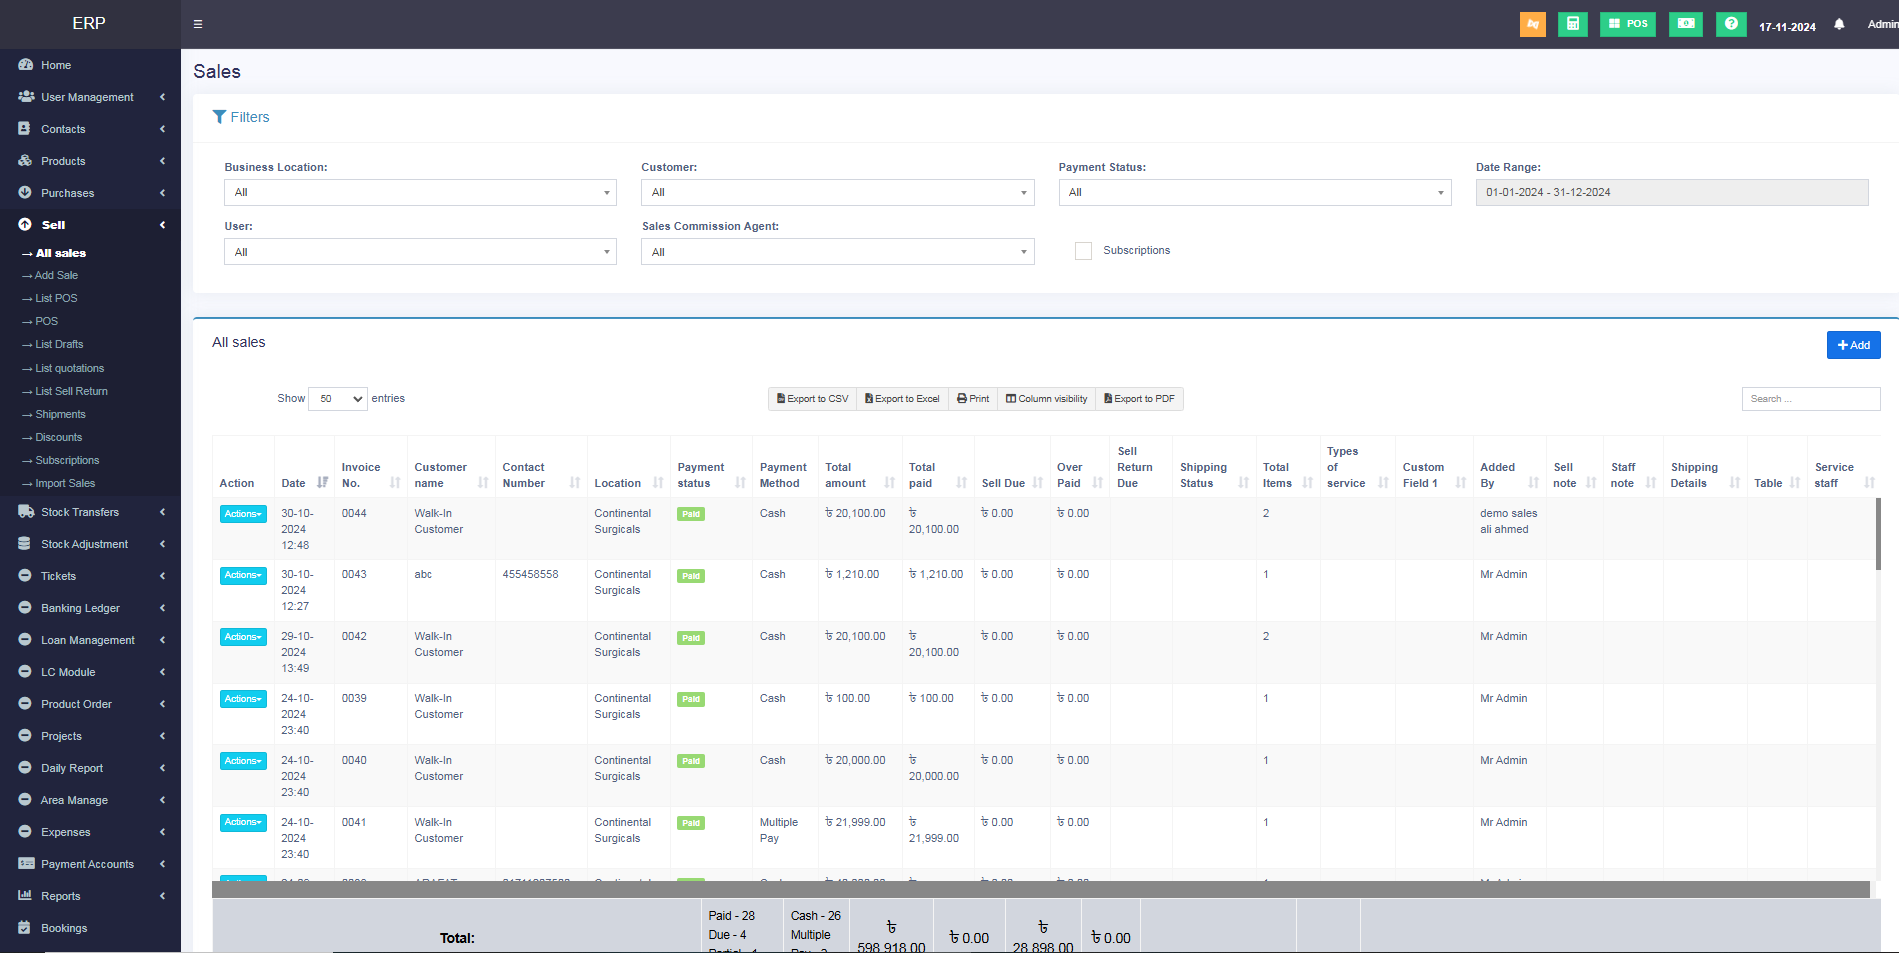 ERP
POS
17-11-2024
Admin
Home
User Management
Contacts
Products
Purchases
Sell
→ All sales
→ Add Sale
→ List POS
→ POS
→ List Drafts
→ List quotations
→ List Sell Return
→ Shipments
→ Discounts
→ Subscriptions
→ Import Sales
Stock Transfers
Stock Adjustment
Tickets
Banking Ledger
Loan Management
LC Module
Product Order
Projects
Daily Report
Area Manage
Expenses
Payment Accounts
Reports
Bookings
Sales
Filters
Business Location: Customer: Payment Status: Date Range:
All All All 01-01-2024 - 31-12-2024
User: Sales Commission Agent:
All All Subscriptions
All sales
+ Add
Show 50 entries
Export to CSV Export to Excel Print Column visibility Export to PDF
Search ...
Action Date Invoice No. Customer name Contact Number Location Payment status Payment Method Total amount Total paid Sell Due Over Paid Sell Return Due Shipping Status Total Items Types of service Custom Field 1 Added By Sell note Staff note Shipping Details Table Service staff
Actions 30-10-2024 12:48 0044 Walk-In Customer Continental Surgicals Paid Cash ৳ 20,100.00 ৳ 20,100.00 ৳ 0.00 ৳ 0.00 2 demo sales ali ahmed
Actions 30-10-2024 12:27 0043 abc 455458558 Continental Surgicals Paid Cash ৳ 1,210.00 ৳ 1,210.00 ৳ 0.00 ৳ 0.00 1 Mr Admin
Actions 29-10-2024 13:49 0042 Walk-In Customer Continental Surgicals Paid Cash ৳ 20,100.00 ৳ 20,100.00 ৳ 0.00 ৳ 0.00 2 Mr Admin
Actions 24-10-2024 23:40 0039 Walk-In Customer Continental Surgicals Paid Cash ৳ 100.00 ৳ 100.00 ৳ 0.00 ৳ 0.00 1 Mr Admin
Actions 24-10-2024 23:40 0040 Walk-In Customer Continental Surgicals Paid Cash ৳ 20,000.00 ৳ 20,000.00 ৳ 0.00 ৳ 0.00 1 Mr Admin
Actions 24-10-2024 23:40 0041 Walk-In Customer Continental Surgicals Paid Multiple Pay ৳ 21,999.00 ৳ 21,999.00 ৳ 0.00 ৳ 0.00 1 Mr Admin
Total:
Paid - 28
Due - 4
Cash - 26
Multiple
৳ 598,918.00 ৳ 0.00 ৳ 28,898.00 ৳ 0.00